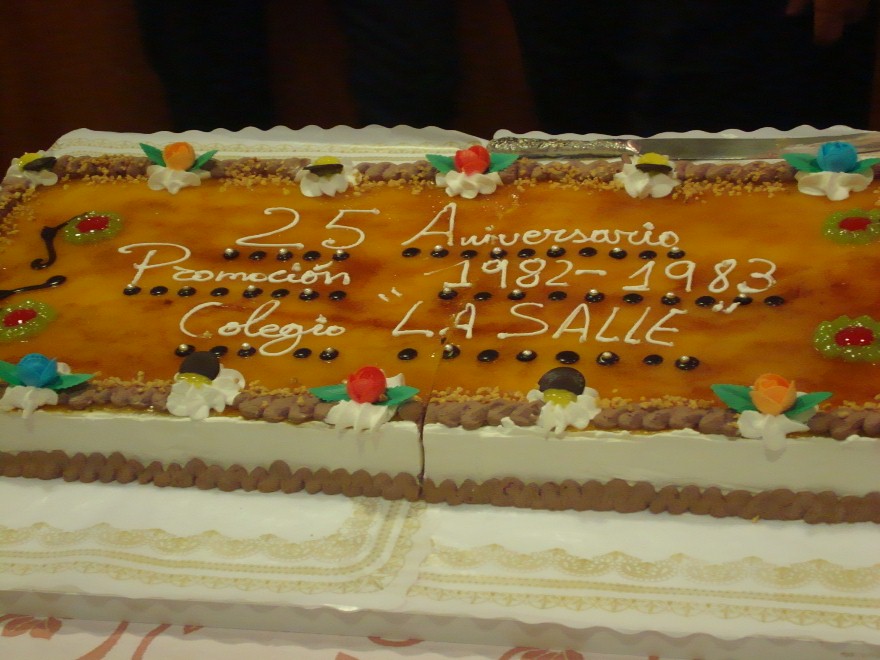 25 Aniversario
Promoción 1982-1983
Colegio "LA SALLE"